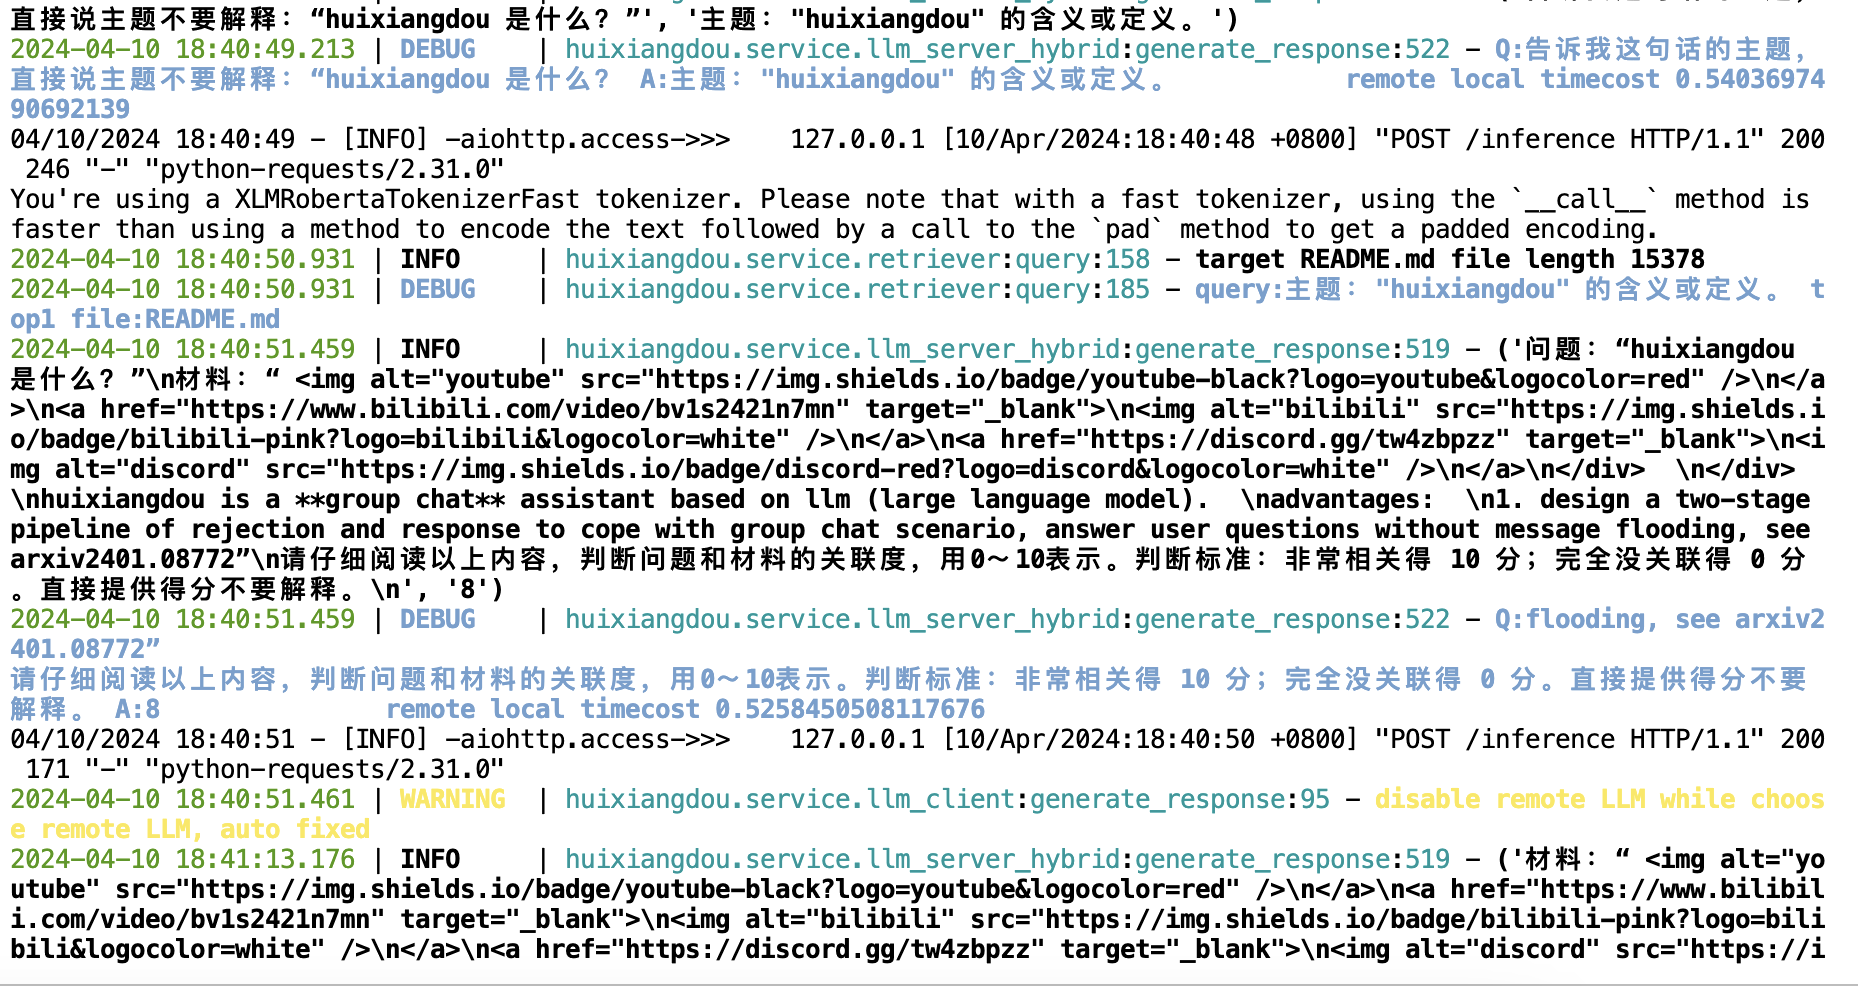 直接说主题不要解释：“huixiangdou 是什么？”', '主题："huixiangdou" 的含义或定义。')
2024-04-10 18:40:49.213 | DEBUG    | huixiangdou.service.llm_server_hybrid:generate_response:522 - Q:告诉我这句话的主题，
直接说主题不要解释：“huixiangdou 是什么？ A:主题："huixiangdou" 的含义或定义。            remote local timecost 0.54036974
90692139
04/10/2024 18:40:49 - [INFO] -aiohttp.access->>>    127.0.0.1 [10/Apr/2024:18:40:48 +0800] "POST /inference HTTP/1.1" 200
 246 "-" "python-requests/2.31.0"
You're using a XLMRobertaTokenizerFast tokenizer. Please note that with a fast tokenizer, using the `__call__` method is
faster than using a method to encode the text followed by a call to the `pad` method to get a padded encoding.
2024-04-10 18:40:50.931 | INFO     | huixiangdou.service.retriever:query:158 - target README.md file length 15378
2024-04-10 18:40:50.931 | DEBUG    | huixiangdou.service.retriever:query:185 - query:主题："huixiangdou" 的含义或定义。 t
op1 file:README.md
2024-04-10 18:40:51.459 | INFO     | huixiangdou.service.llm_server_hybrid:generate_response:519 - ('问题：“huixiangdou
是什么？”\n材料：“ <img alt="youtube" src="https://img.shields.io/badge/youtube-black?logo=youtube&logocolor=red" />\n</a
>\n<a href="https://www.bilibili.com/video/bv1s2421n7mn" target="_blank">\n<img alt="bilibili" src="https://img.shields.i
o/badge/bilibili-pink?logo=bilibili&logocolor=white" />\n</a>\n<a href="https://discord.gg/tw4zbpzz" target="_blank">\n<i
mg alt="discord" src="https://img.shields.io/badge/discord-red?logo=discord&logocolor=white" />\n</a>\n</div>  \n</div>
\nhuixiangdou is a **group chat** assistant based on llm (large language model).  \nadvantages:  \n1. design a two-stage
pipeline of rejection and response to cope with group chat scenario, answer user questions without message flooding, see
arxiv2401.08772”\n请仔细阅读以上内容，判断问题和材料的关联度，用0～10表示。判断标准：非常相关得 10 分；完全没关联得 0 分
。直接提供得分不要解释。\n', '8')
2024-04-10 18:40:51.459 | DEBUG    | huixiangdou.service.llm_server_hybrid:generate_response:522 - Q:flooding, see arxiv2
401.08772”
请仔细阅读以上内容，判断问题和材料的关联度，用0～10表示。判断标准：非常相关得 10 分；完全没关联得 0 分。直接提供得分不要
解释。 A:8               remote local timecost 0.5258450508117676
04/10/2024 18:40:51 - [INFO] -aiohttp.access->>>    127.0.0.1 [10/Apr/2024:18:40:50 +0800] "POST /inference HTTP/1.1" 200
 171 "-" "python-requests/2.31.0"
2024-04-10 18:40:51.461 | WARNING  | huixiangdou.service.llm_client:generate_response:95 - disable remote LLM while choos
e remote LLM, auto fixed
2024-04-10 18:41:13.176 | INFO     | huixiangdou.service.llm_server_hybrid:generate_response:519 - ('材料：“ <img alt="yo
utube" src="https://img.shields.io/badge/youtube-black?logo=youtube&logocolor=red" />\n</a>\n<a href="https://www.bilibil
i.com/video/bv1s2421n7mn" target="_blank">\n<img alt="bilibili" src="https://img.shields.io/badge/bilibili-pink?logo=bili
bili&logocolor=white" />\n</a>\n<a href="https://discord.gg/tw4zbpzz" target="_blank">\n<img alt="discord" src="https://i